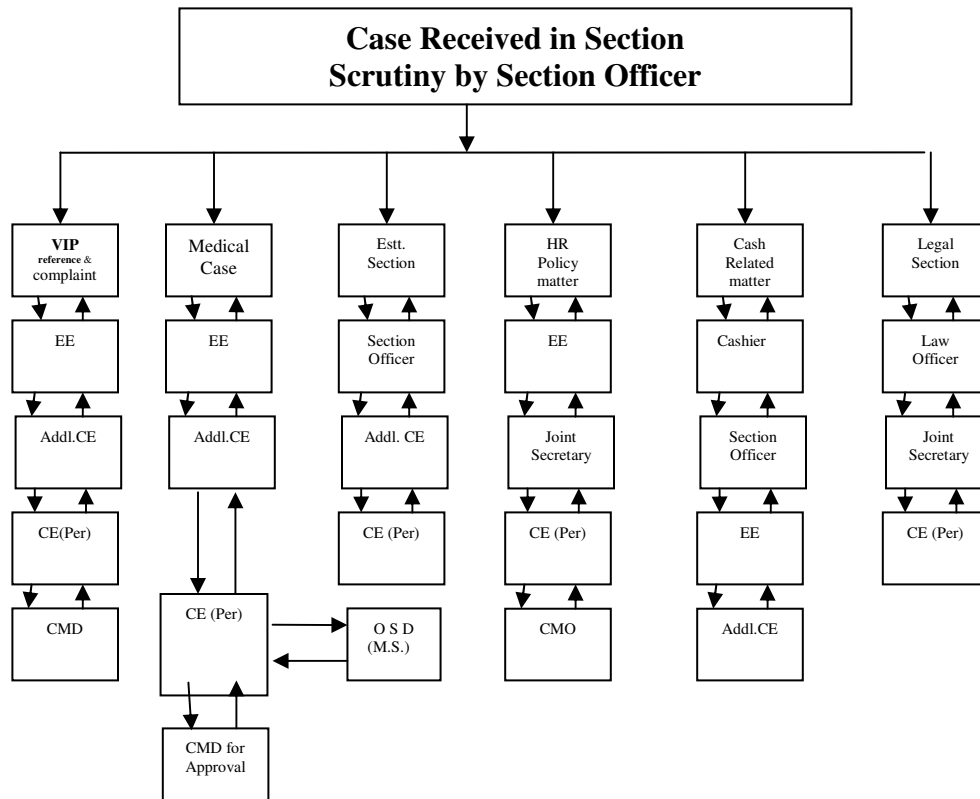 Case Received in Section
Scrutiny by Section Officer
VIP
reference &
complaint
Medical
Case
Estt.
Section
HR
Policy
matter
Cash
Related
matter
Legal
Section
EE
EE
Section
Officer
EE
Cashier
Law
Officer
Addl.CE
Addl.CE
Addl. CE
Joint
Secretary
Section
Officer
Joint
Secretary
CE(Per)
CE (Per)
CE (Per)
EE
CE (Per)
CMD
CE (Per)
O S D
(M.S.)
CMO
Addl.CE
CMD for
Approval